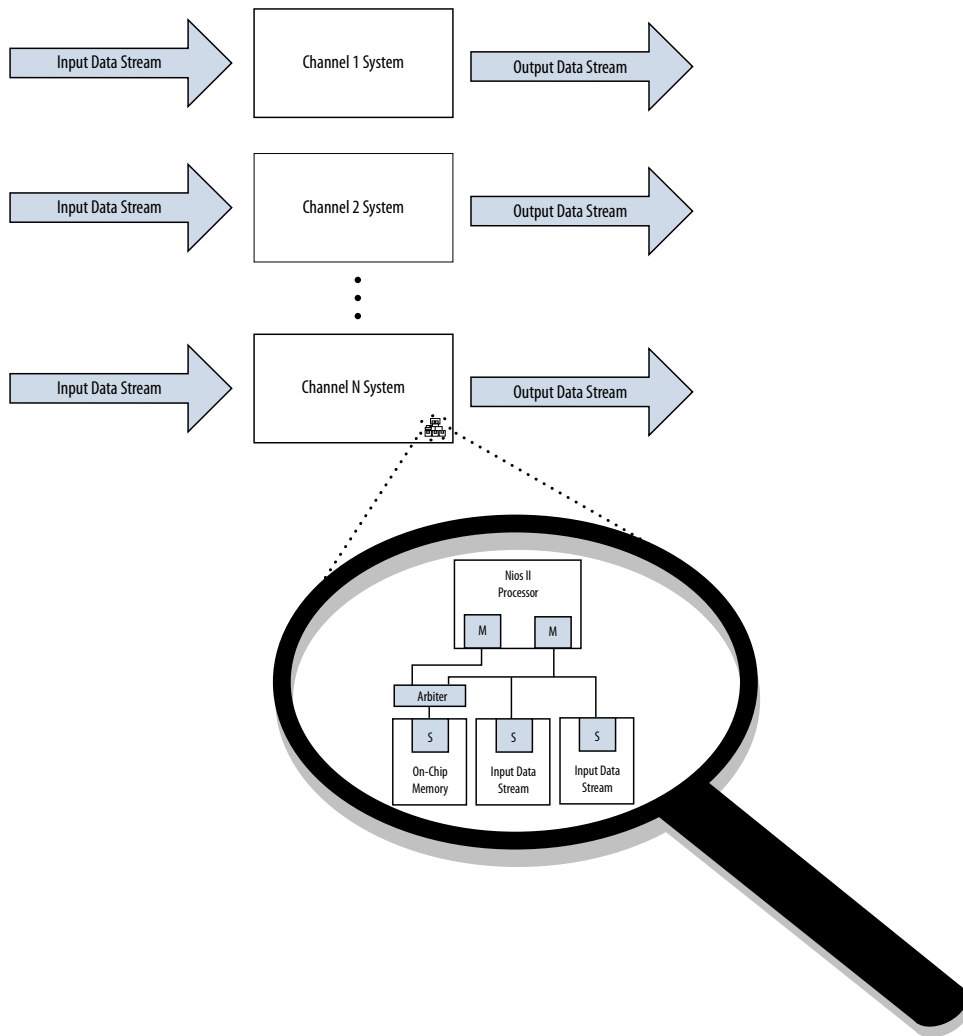 Input Data Stream
Channel 1 System
Output Data Stream
Input Data Stream
Channel 2 System
Output Data Stream
Input Data Stream
Channel N System
Output Data Stream
Nios II
Processor
M
M
Arbiter
S
S
S
On-Chip
Memory
Input Data
Stream
Input Data
Stream